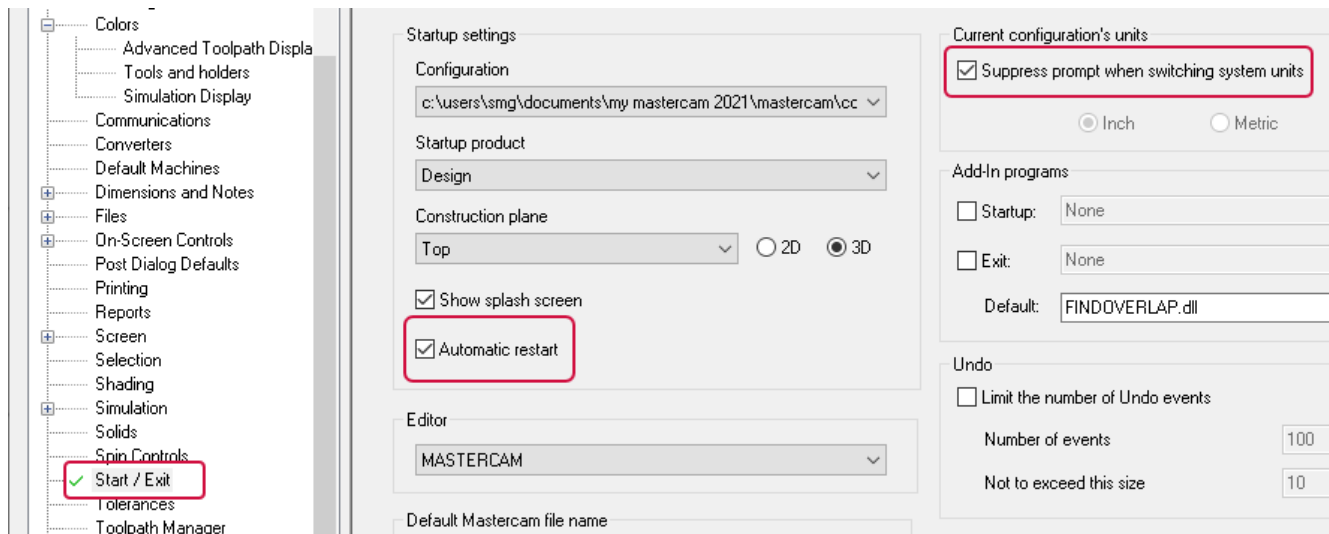 Colors
Advanced Toolpath Displa
Tools and holders
Simulation Display
Communications
Converters
Default Machines
Dimensions and Notes
Files
On-Screen Controls
Post Dialog Defaults
Printing
Reports
Screen
Selection
Shading
Simulation
Solids
Spin Controls
Start / Exit
Tolerances
Toolpath Manager
Startup settings
Configuration
c:\users\smg\documents\my mastercam 2021\mastercam\cc
Startup product
Design
Construction plane
Top 2D 3D
Show splash screen
Automatic restart
Editor
MASTERCAM
Default Mastercam file name
Current configuration's units
Suppress prompt when switching system units
Inch Metric
Add-In programs
Startup: None
Exit: None
Default: FINDOVERLAP.dll
Undo
Limit the number of Undo events
Number of events 100
Not to exceed this size 10